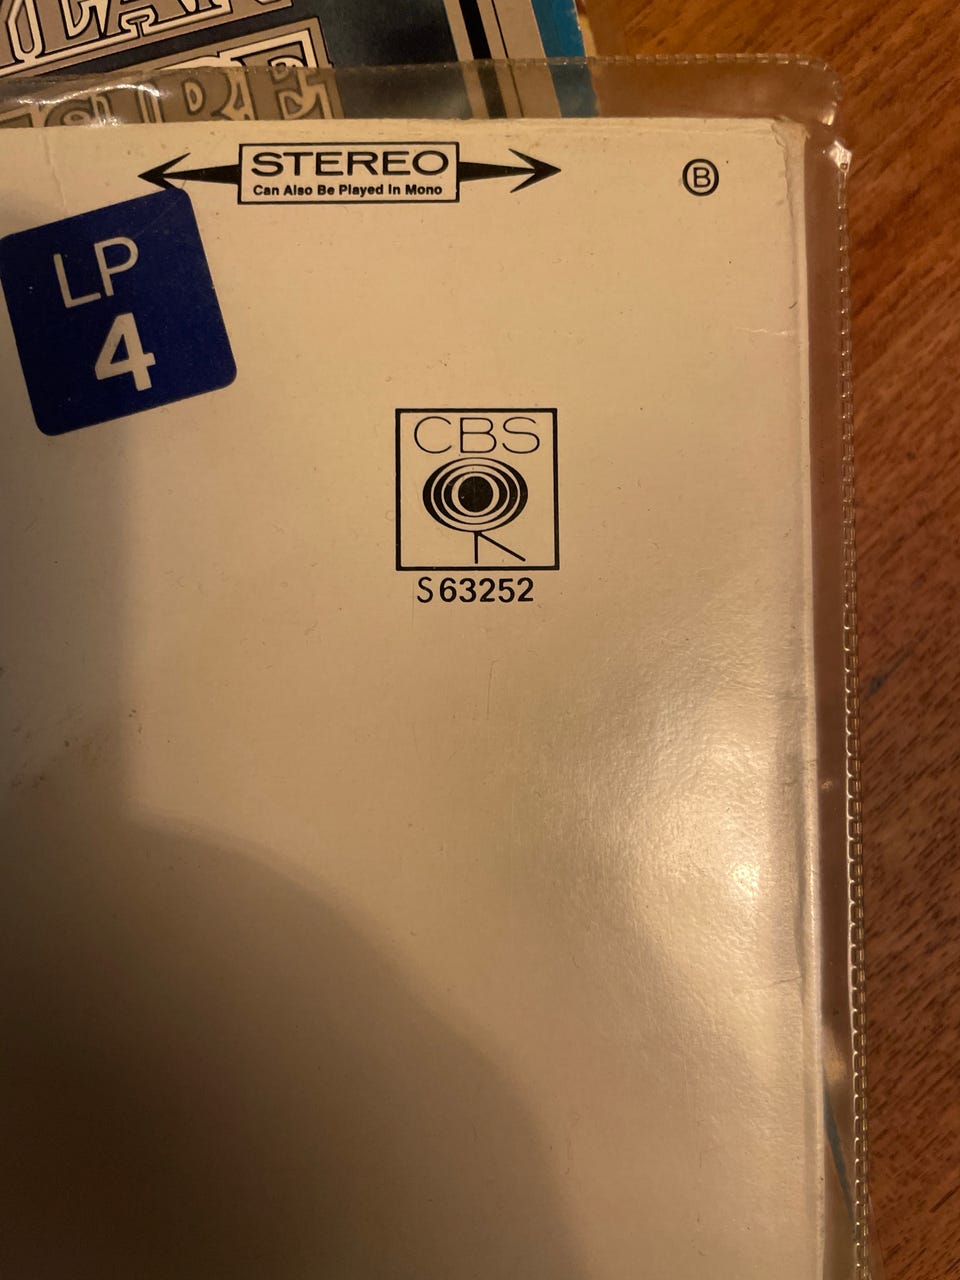 STEREO
Can Also Be Played In Mono
B
LP
4
CBS
S 63252